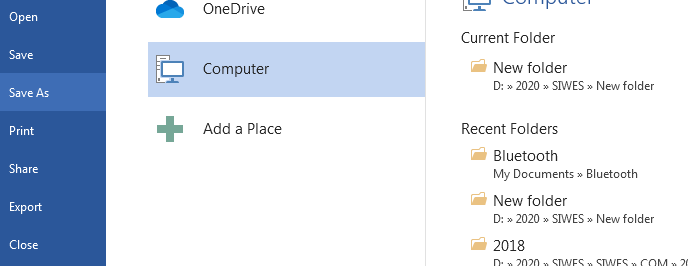 Open
Save
Save As
Print
Share
Export
Close
OneDrive
Computer
Add a Place
Computer
Current Folder
New folder
D: » 2020 » SIWES » New folder
Recent Folders
Bluetooth
My Documents » Bluetooth
New folder
D: » 2020 » SIWES » New folder
2018
D: » 2020 » SIWES » SIWES » COM » 20